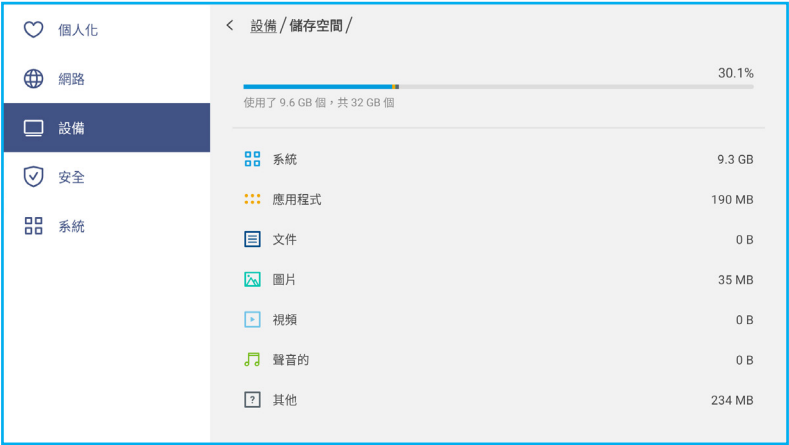 個人化
網路
設備
安全
系統
設備/儲存空間/
30.1%
使用了 9.6 GB 個，共 32 GB 個
系統 9.3 GB
應用程式 190 MB
文件 0 B
圖片 35 MB
視頻 0 B
聲音的 0 B
其他 234 MB